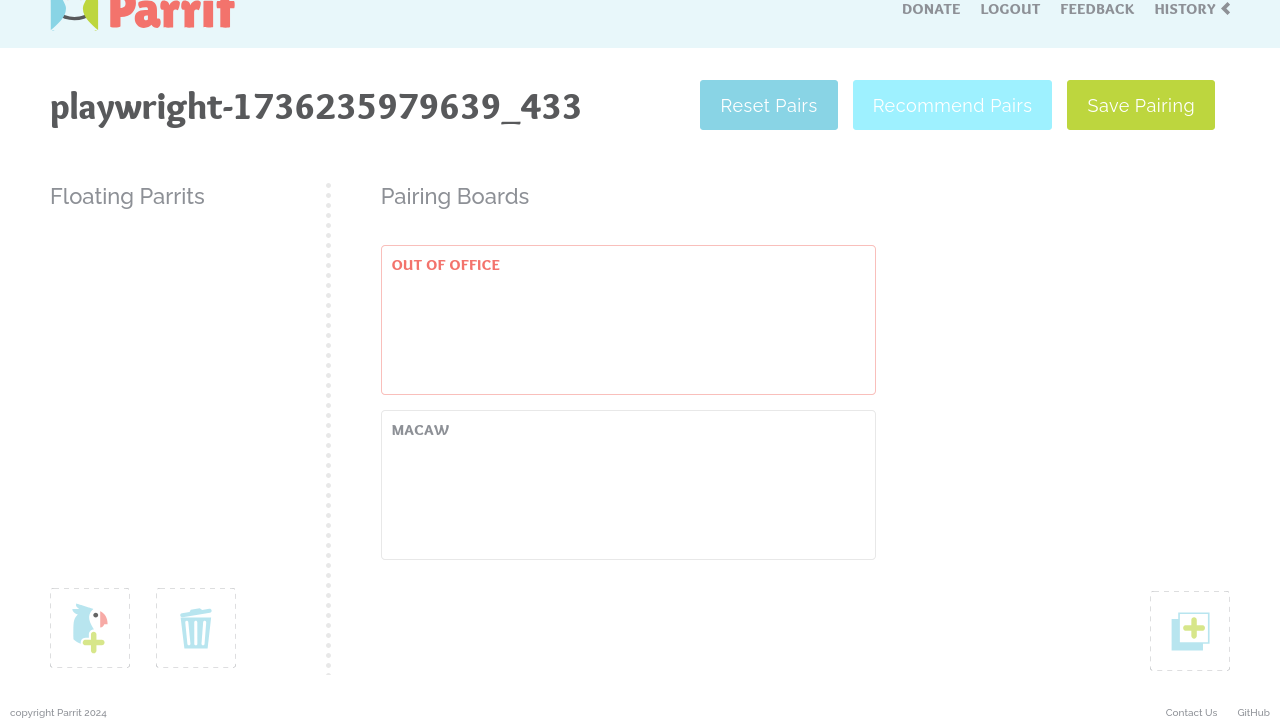 Parrit
DONATE LOGOUT FEEDBACK HISTORY
playwright-1736235979639_433
Reset Pairs
Recommend Pairs
Save Pairing
Floating Parrits
Pairing Boards
OUT OF OFFICE
MACAW
copyright Parrit 2024
Contact Us GitHub